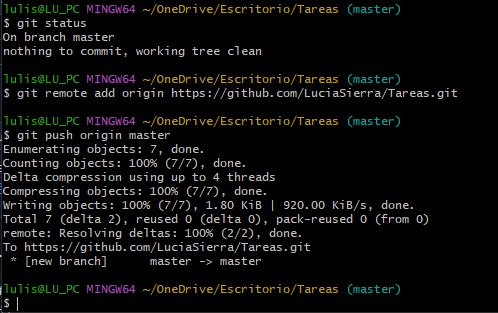 lulis@LU_PC MINGW64 ~/OneDrive/Escritorio/Tareas (master)
$ git status
On branch master
nothing to commit, working tree clean
lulis@LU_PC MINGW64 ~/OneDrive/Escritorio/Tareas (master)
$ git remote add origin https://github.com/LuciaSierra/Tareas.git
lulis@LU_PC MINGW64 ~/OneDrive/Escritorio/Tareas (master)
$ git push origin master
Enumerating objects: 7, done.
Counting objects: 100% (7/7), done.
Delta compression using up to 4 threads
Compressing objects: 100% (7/7), done.
Writing objects: 100% (7/7), 1.80 KiB | 920.00 KiB/s, done.
Total 7 (delta 2), reused 0 (delta 0), pack-reused 0 (from 0)
remote: Resolving deltas: 100% (2/2), done.
To https://github.com/LuciaSierra/Tareas.git
 * [new branch]      master -> master
lulis@LU_PC MINGW64 ~/OneDrive/Escritorio/Tareas (master)
$